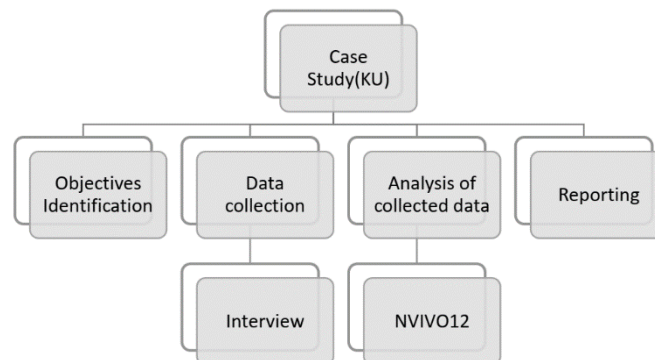 Case
Study(KU)
Objectives
Identification
Data
collection
Analysis of
collected data
Reporting
Interview
NVIVO12